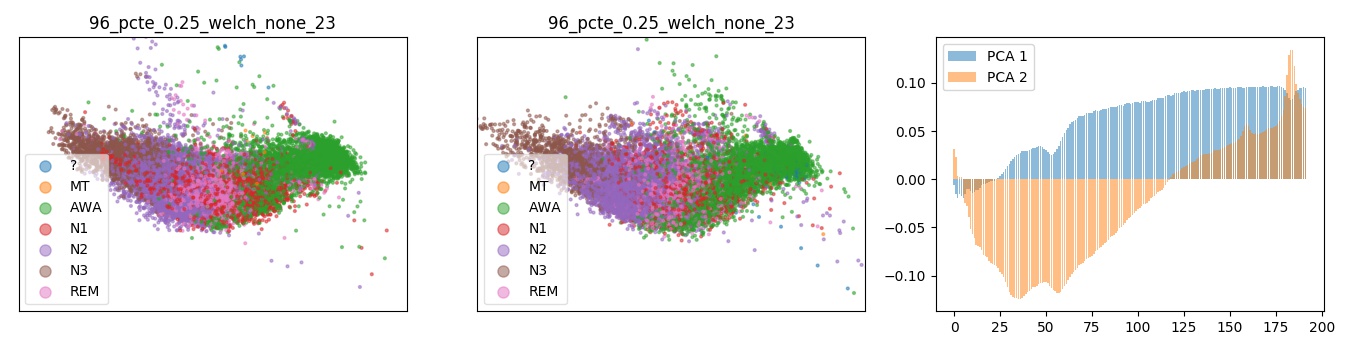 96_pcte_0.25_welch_none_23
?
MT
AWA
N1
N2
N3
REM
96_pcte_0.25_welch_none_23
?
MT
AWA
N1
N2
N3
REM
PCA 1
PCA 2
0.10
0.05
0.00
−0.05
−0.10
0 25 50 75 100 125 150 175 200